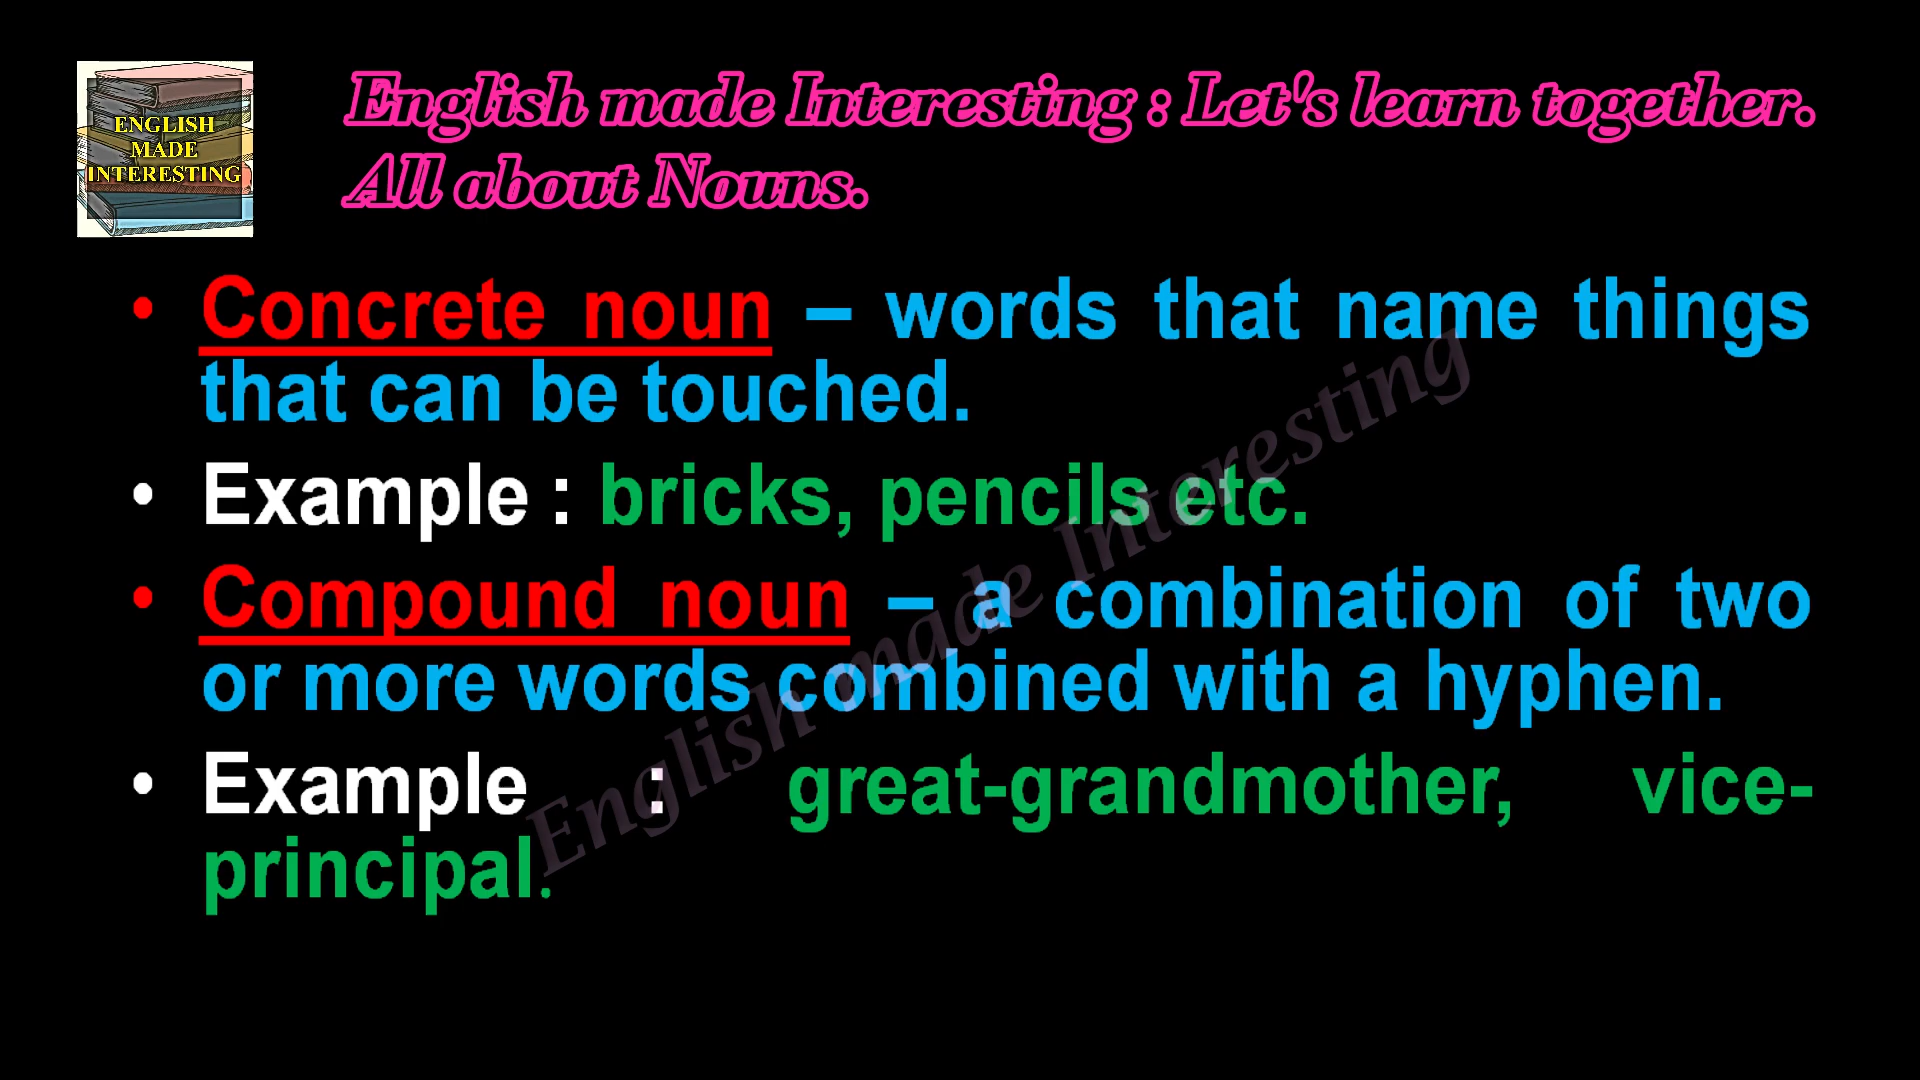 ENGLISH
MADE
INTERESTING
English made Interesting : Let's learn together.
All about Nouns.
• Concrete noun – words that name things
that can be touched.
• Example : bricks, pencils etc.
• Compound noun – a combination of two
or more words combined with a hyphen.
• Example : great-grandmother, vice-
principal.
English made Interesting